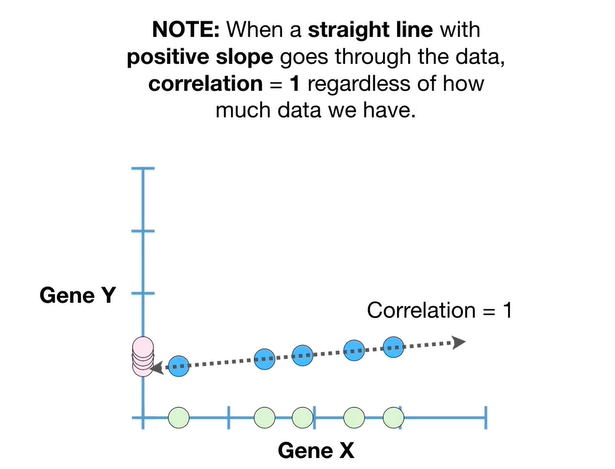 NOTE: When a straight line with
positive slope goes through the data,
correlation = 1 regardless of how
much data we have.
Gene Y
Correlation = 1
Gene X